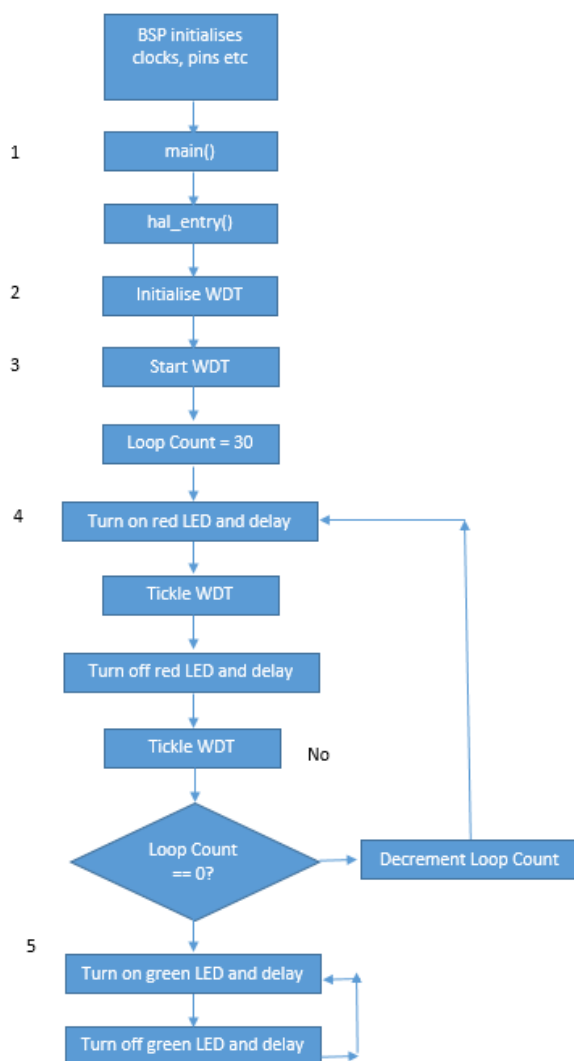 BSP initialises
clocks, pins etc
1
main()
hal_entry()
2
Initialise WDT
3
Start WDT
Loop Count = 30
4
Turn on red LED and delay
Tickle WDT
Turn off red LED and delay
Tickle WDT
No
Loop Count
== 0?
Decrement Loop Count
5
Turn on green LED and delay
Turn off green LED and delay